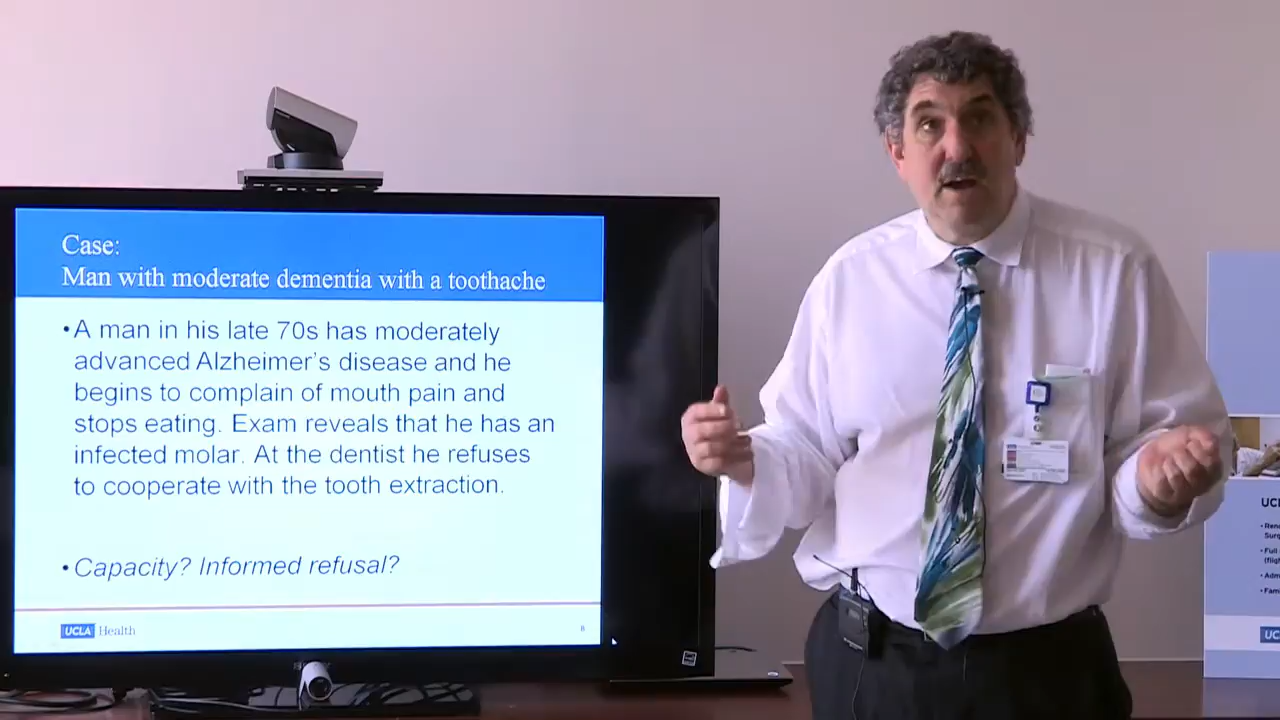 Case:
Man with moderate dementia with a toothache
•A man in his late 70s has moderately
advanced Alzheimer's disease and he
begins to complain of mouth pain and
stops eating. Exam reveals that he has an
infected molar. At the dentist he refuses
to cooperate with the tooth extraction.
•Capacity? Informed refusal?
UCLA Health
8